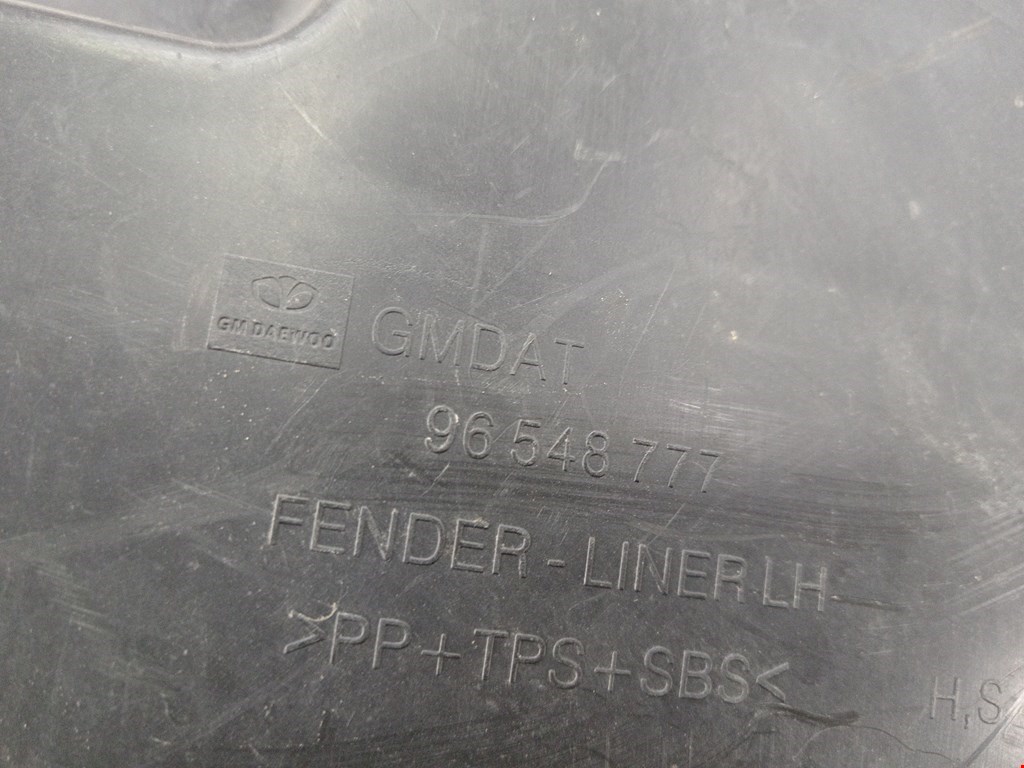 GM DAEWOO
GMDAT
96 548 777
FENDER - LINER LH
>PP+TPS+SBS<
H,S